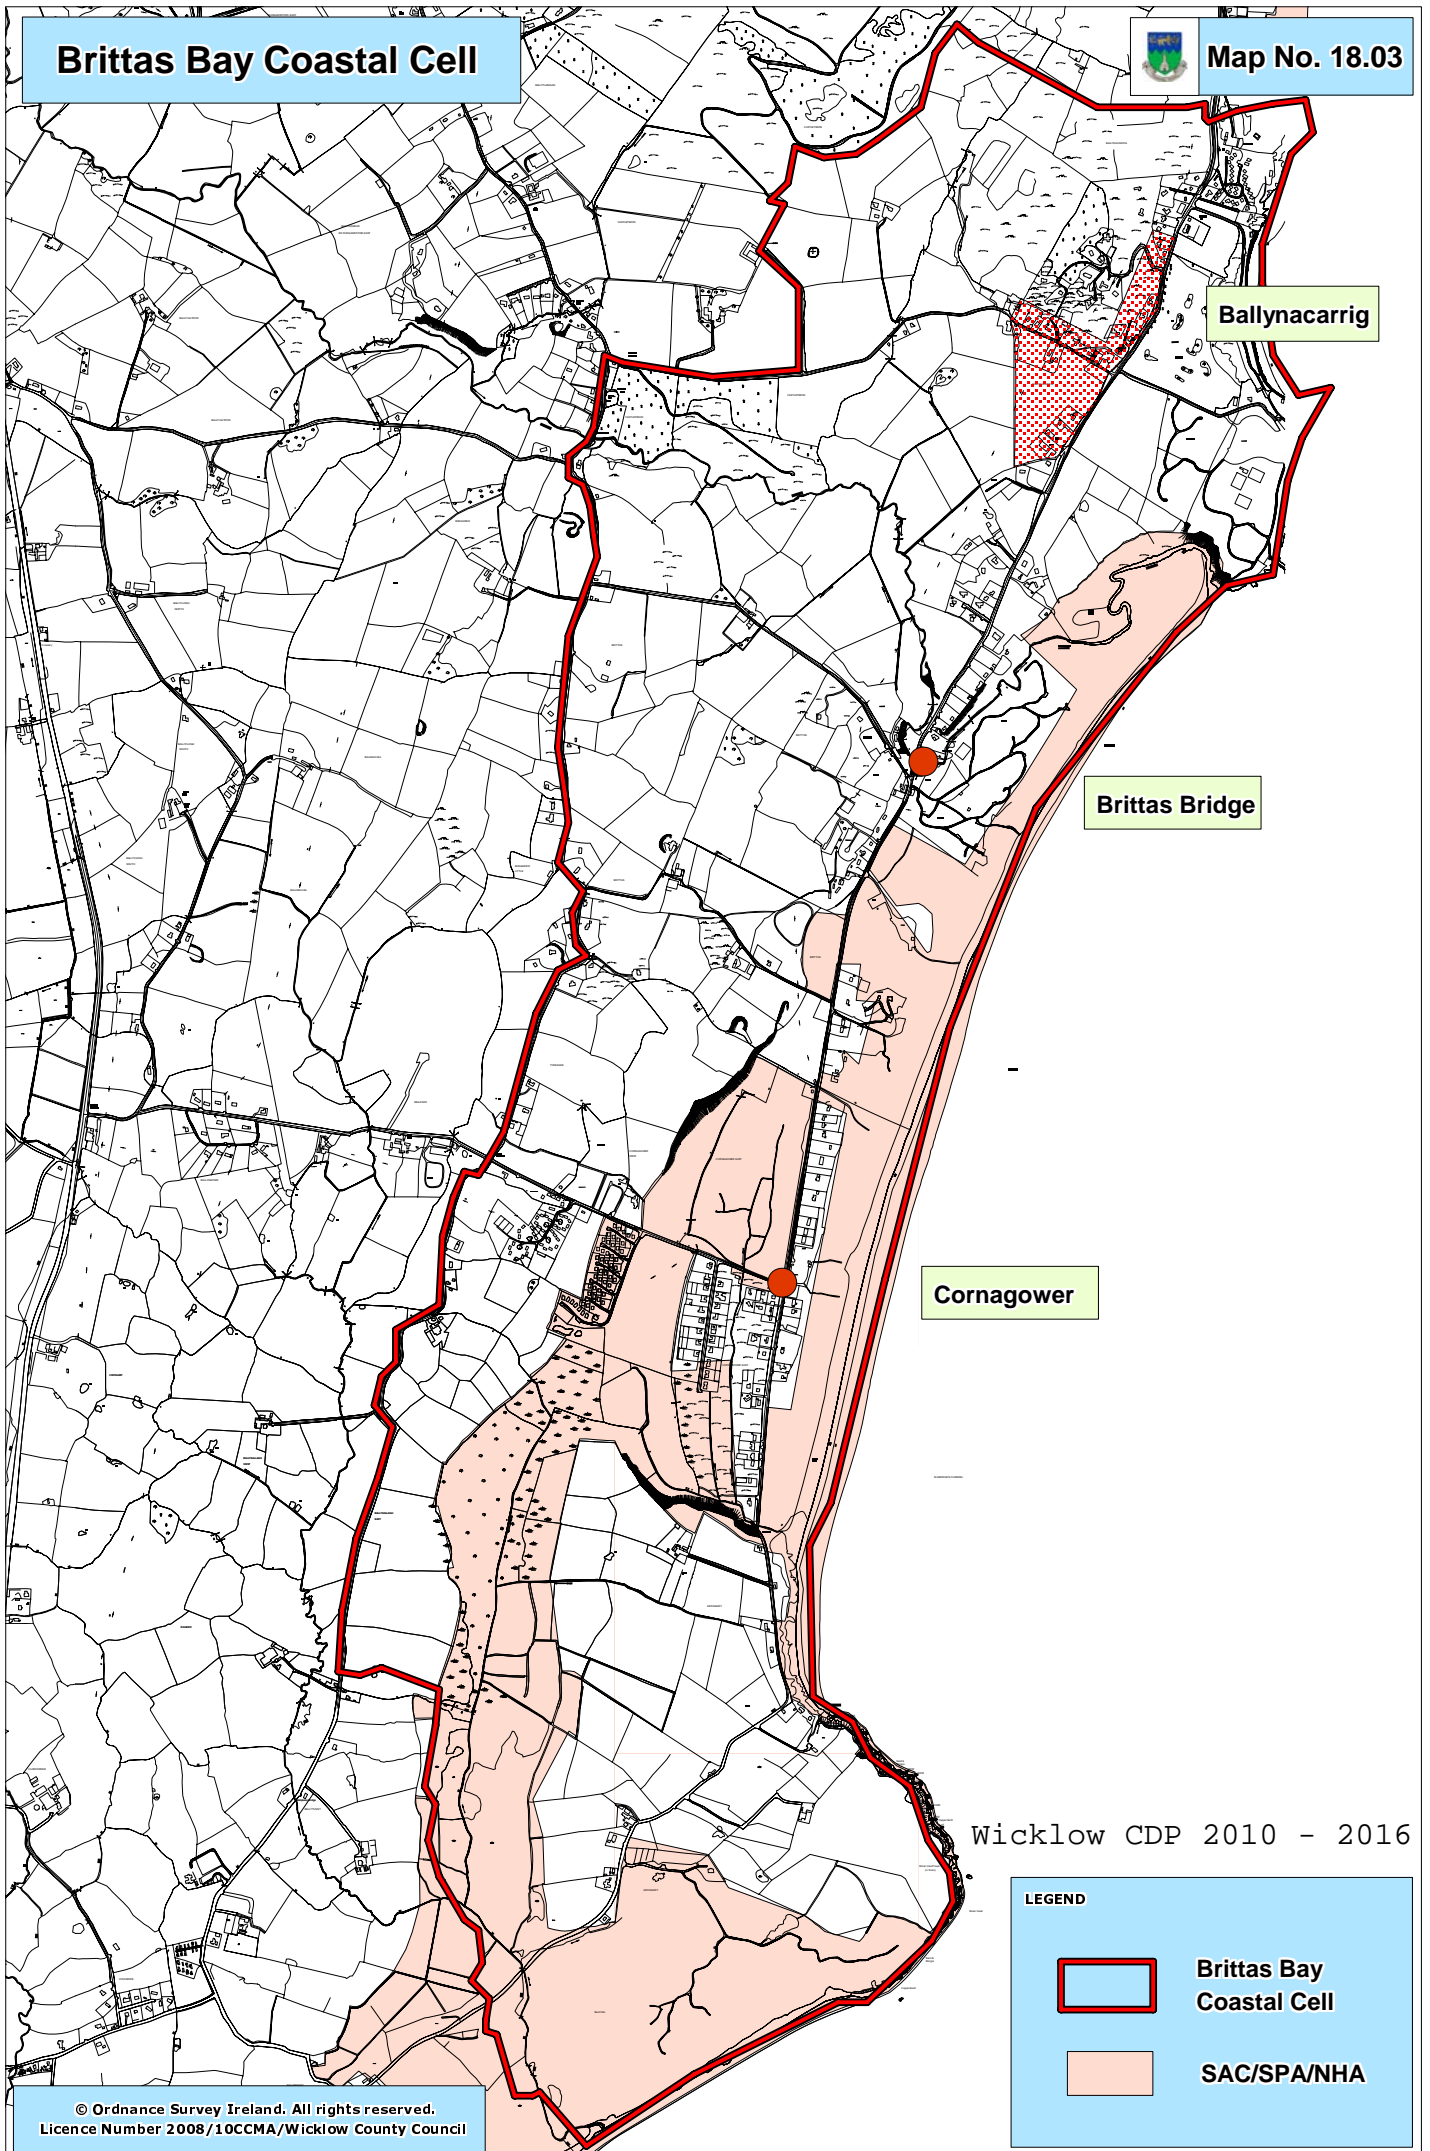 Brittas Bay Coastal Cell
Map No. 18.03
Ballynacarrig
Brittas Bridge
Cornagower
Wicklow CDP 2010 - 2016
LEGEND
Brittas Bay
Coastal Cell
SAC/SPA/NHA
© Ordnance Survey Ireland. All rights reserved.
Licence Number 2008/10CCMA/Wicklow County Council